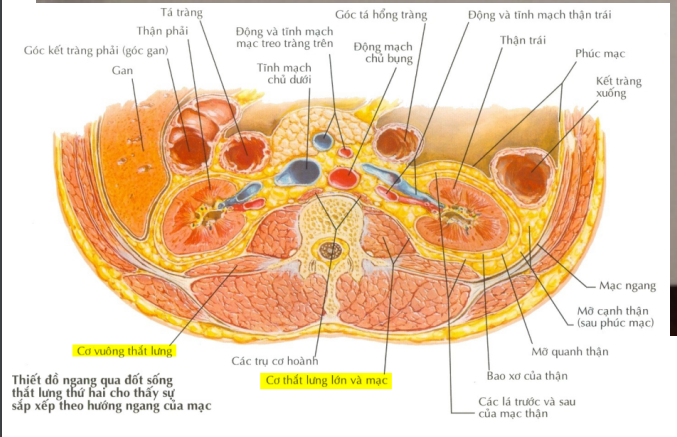 Tá tràng
Thận phải
Góc kết tràng phải (góc gan)
Gan
Động và tĩnh mạch
mạc treo tràng trên
Tĩnh mạch
chủ dưới
Góc tá hổng tràng
Động mạch
chủ bụng
Động và tĩnh mạch thận trái
Thận trái
Phúc mạc
Kết tràng
xuống
Mạc ngang
Mỡ cạnh thận
(sau phúc mạc)
Mỡ quanh thận
Bao xơ của thận
Các lá trước và sau
của mạc thận
Cơ thắt lưng lớn và mạc
Các trụ cơ hoành
Cơ vuông thắt lưng
Thiết đồ ngang qua đốt sống
thắt lưng thứ hai cho thấy sự
sắp xếp theo hướng ngang của mạc